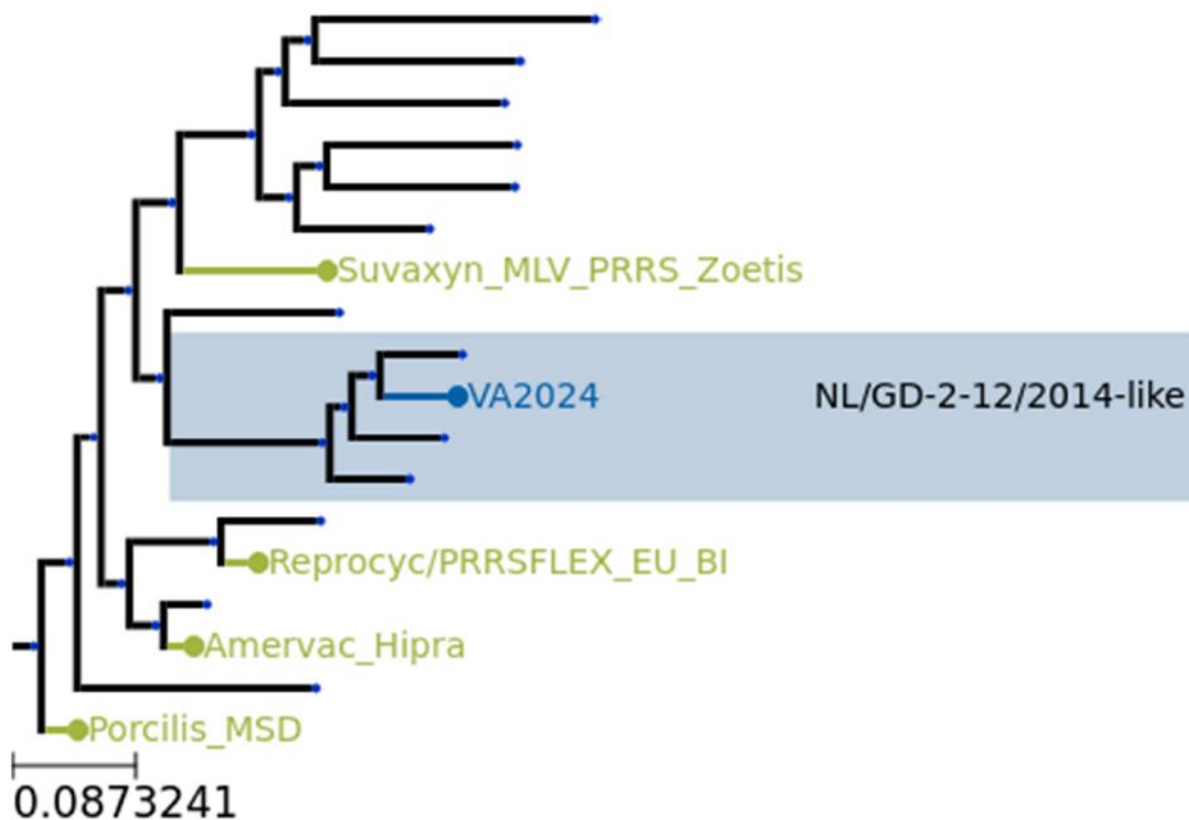 Suvaxyn_MLV_PRRS_Zoetis
VA2024 NL/GD-2-12/2014-like
Reprocyc/PRRSFLEX_EU_BI
Amervac_Hipra
Porcilis_MSD
0.0873241